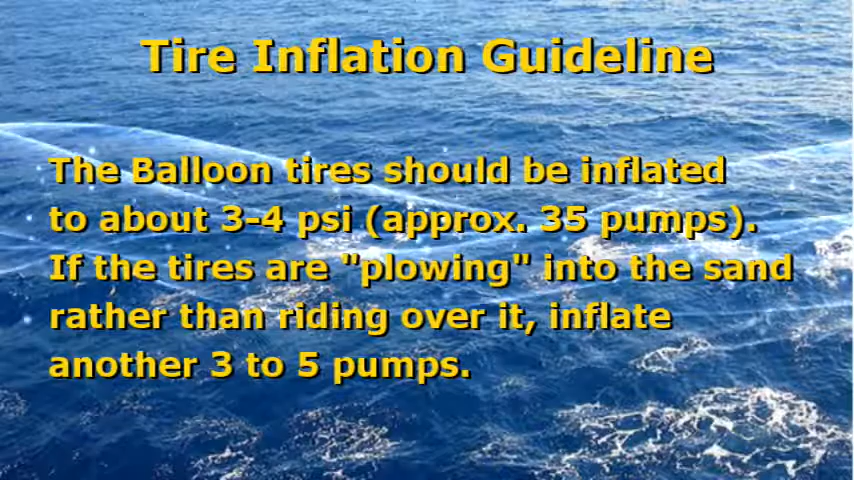 Tire Inflation Guideline
The Balloon tires should be inflated
to about 3-4 psi (approx. 35 pumps).
If the tires are "plowing" into the sand
rather than riding over it, inflate
another 3 to 5 pumps.